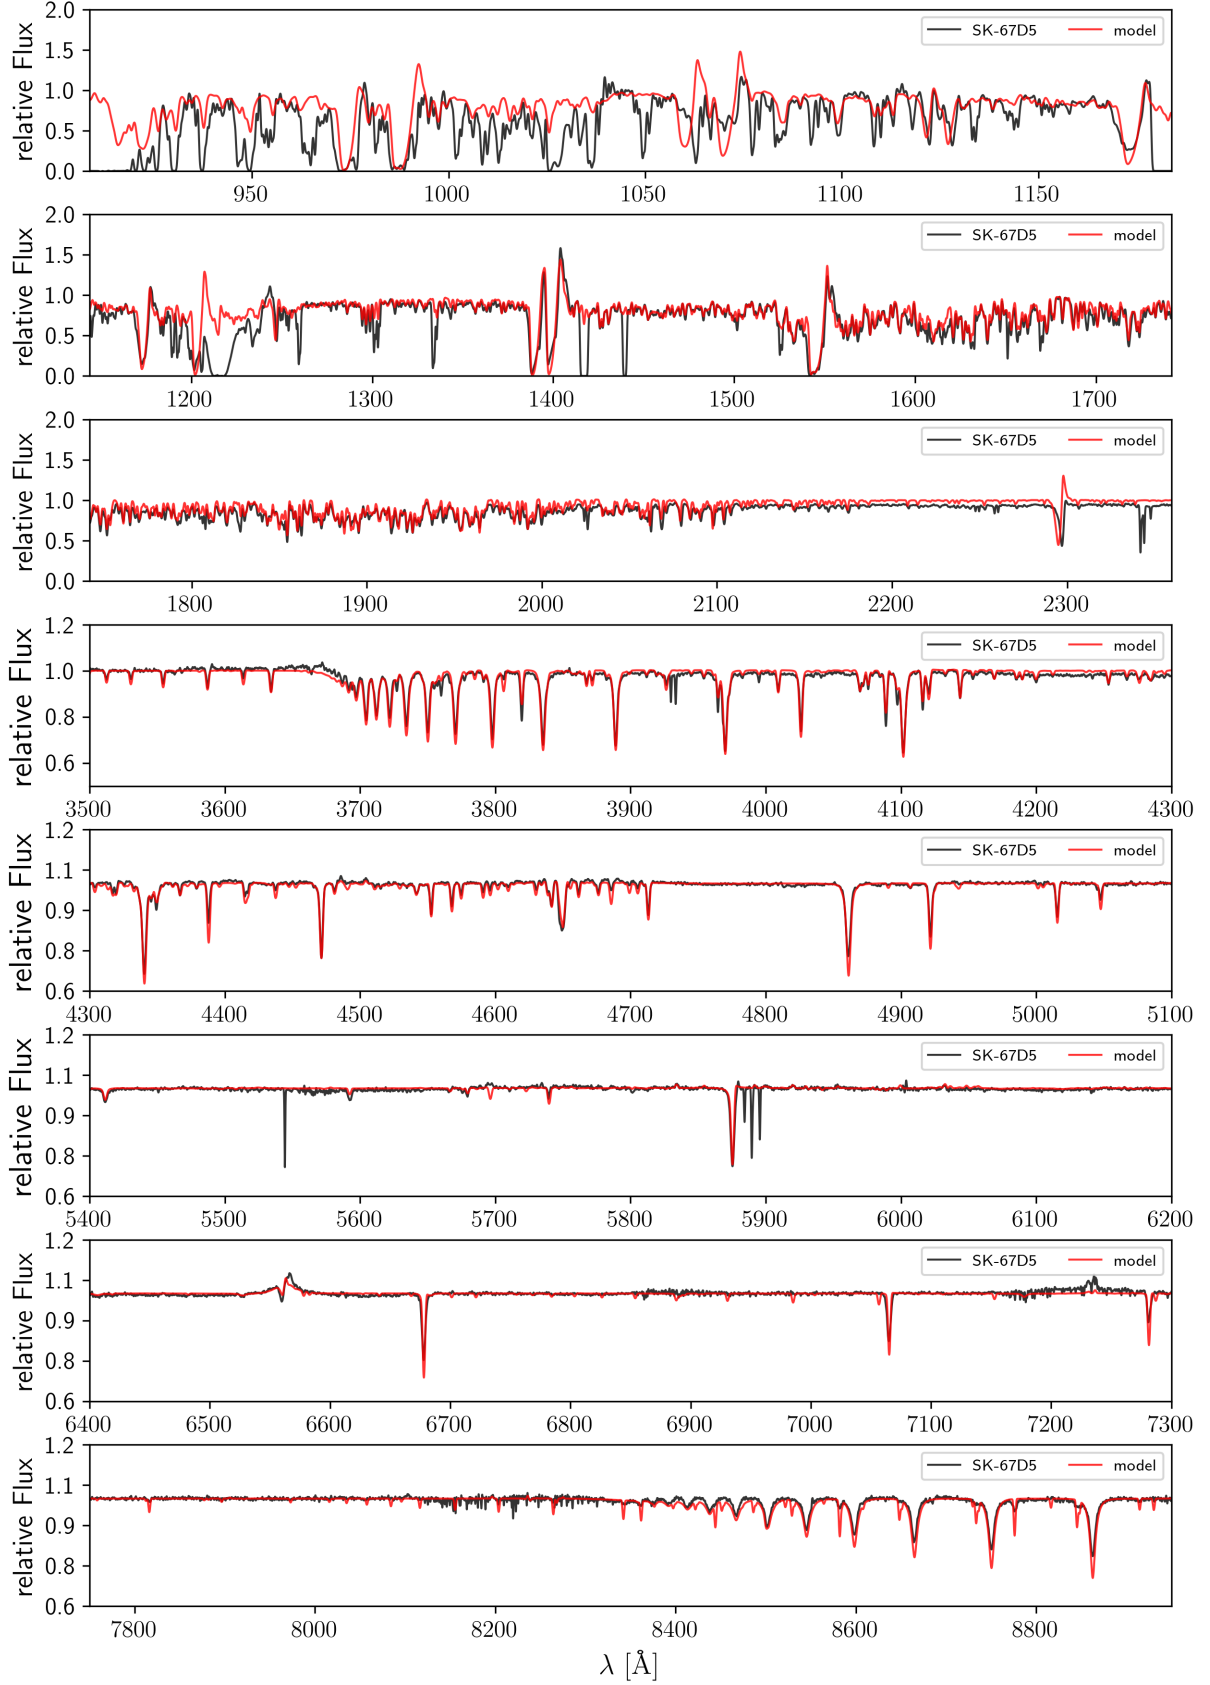 2.0
1.5
1.0
0.5
0.0
relative Flux
SK-67D5 model
950 1000 1050 1100 1150
2.0
1.5
1.0
0.5
0.0
relative Flux
SK-67D5 model
1200 1300 1400 1500 1600 1700
2.0
1.5
1.0
0.5
0.0
relative Flux
SK-67D5 model
1800 1900 2000 2100 2200 2300
1.2
1.0
0.8
0.6
relative Flux
SK-67D5 model
3500 3600 3700 3800 3900 4000 4100 4200 4300
1.2
1.1
0.9
0.8
0.6
relative Flux
SK-67D5 model
4300 4400 4500 4600 4700 4800 4900 5000 5100
1.2
1.1
0.9
0.8
0.6
relative Flux
SK-67D5 model
5400 5500 5600 5700 5800 5900 6000 6100 6200
1.2
1.1
0.9
0.8
0.6
relative Flux
SK-67D5 model
6400 6500 6600 6700 6800 6900 7000 7100 7200 7300
1.2
1.1
0.9
0.8
0.6
relative Flux
SK-67D5 model
7800 8000 8200 8400 8600 8800
λ [Å]